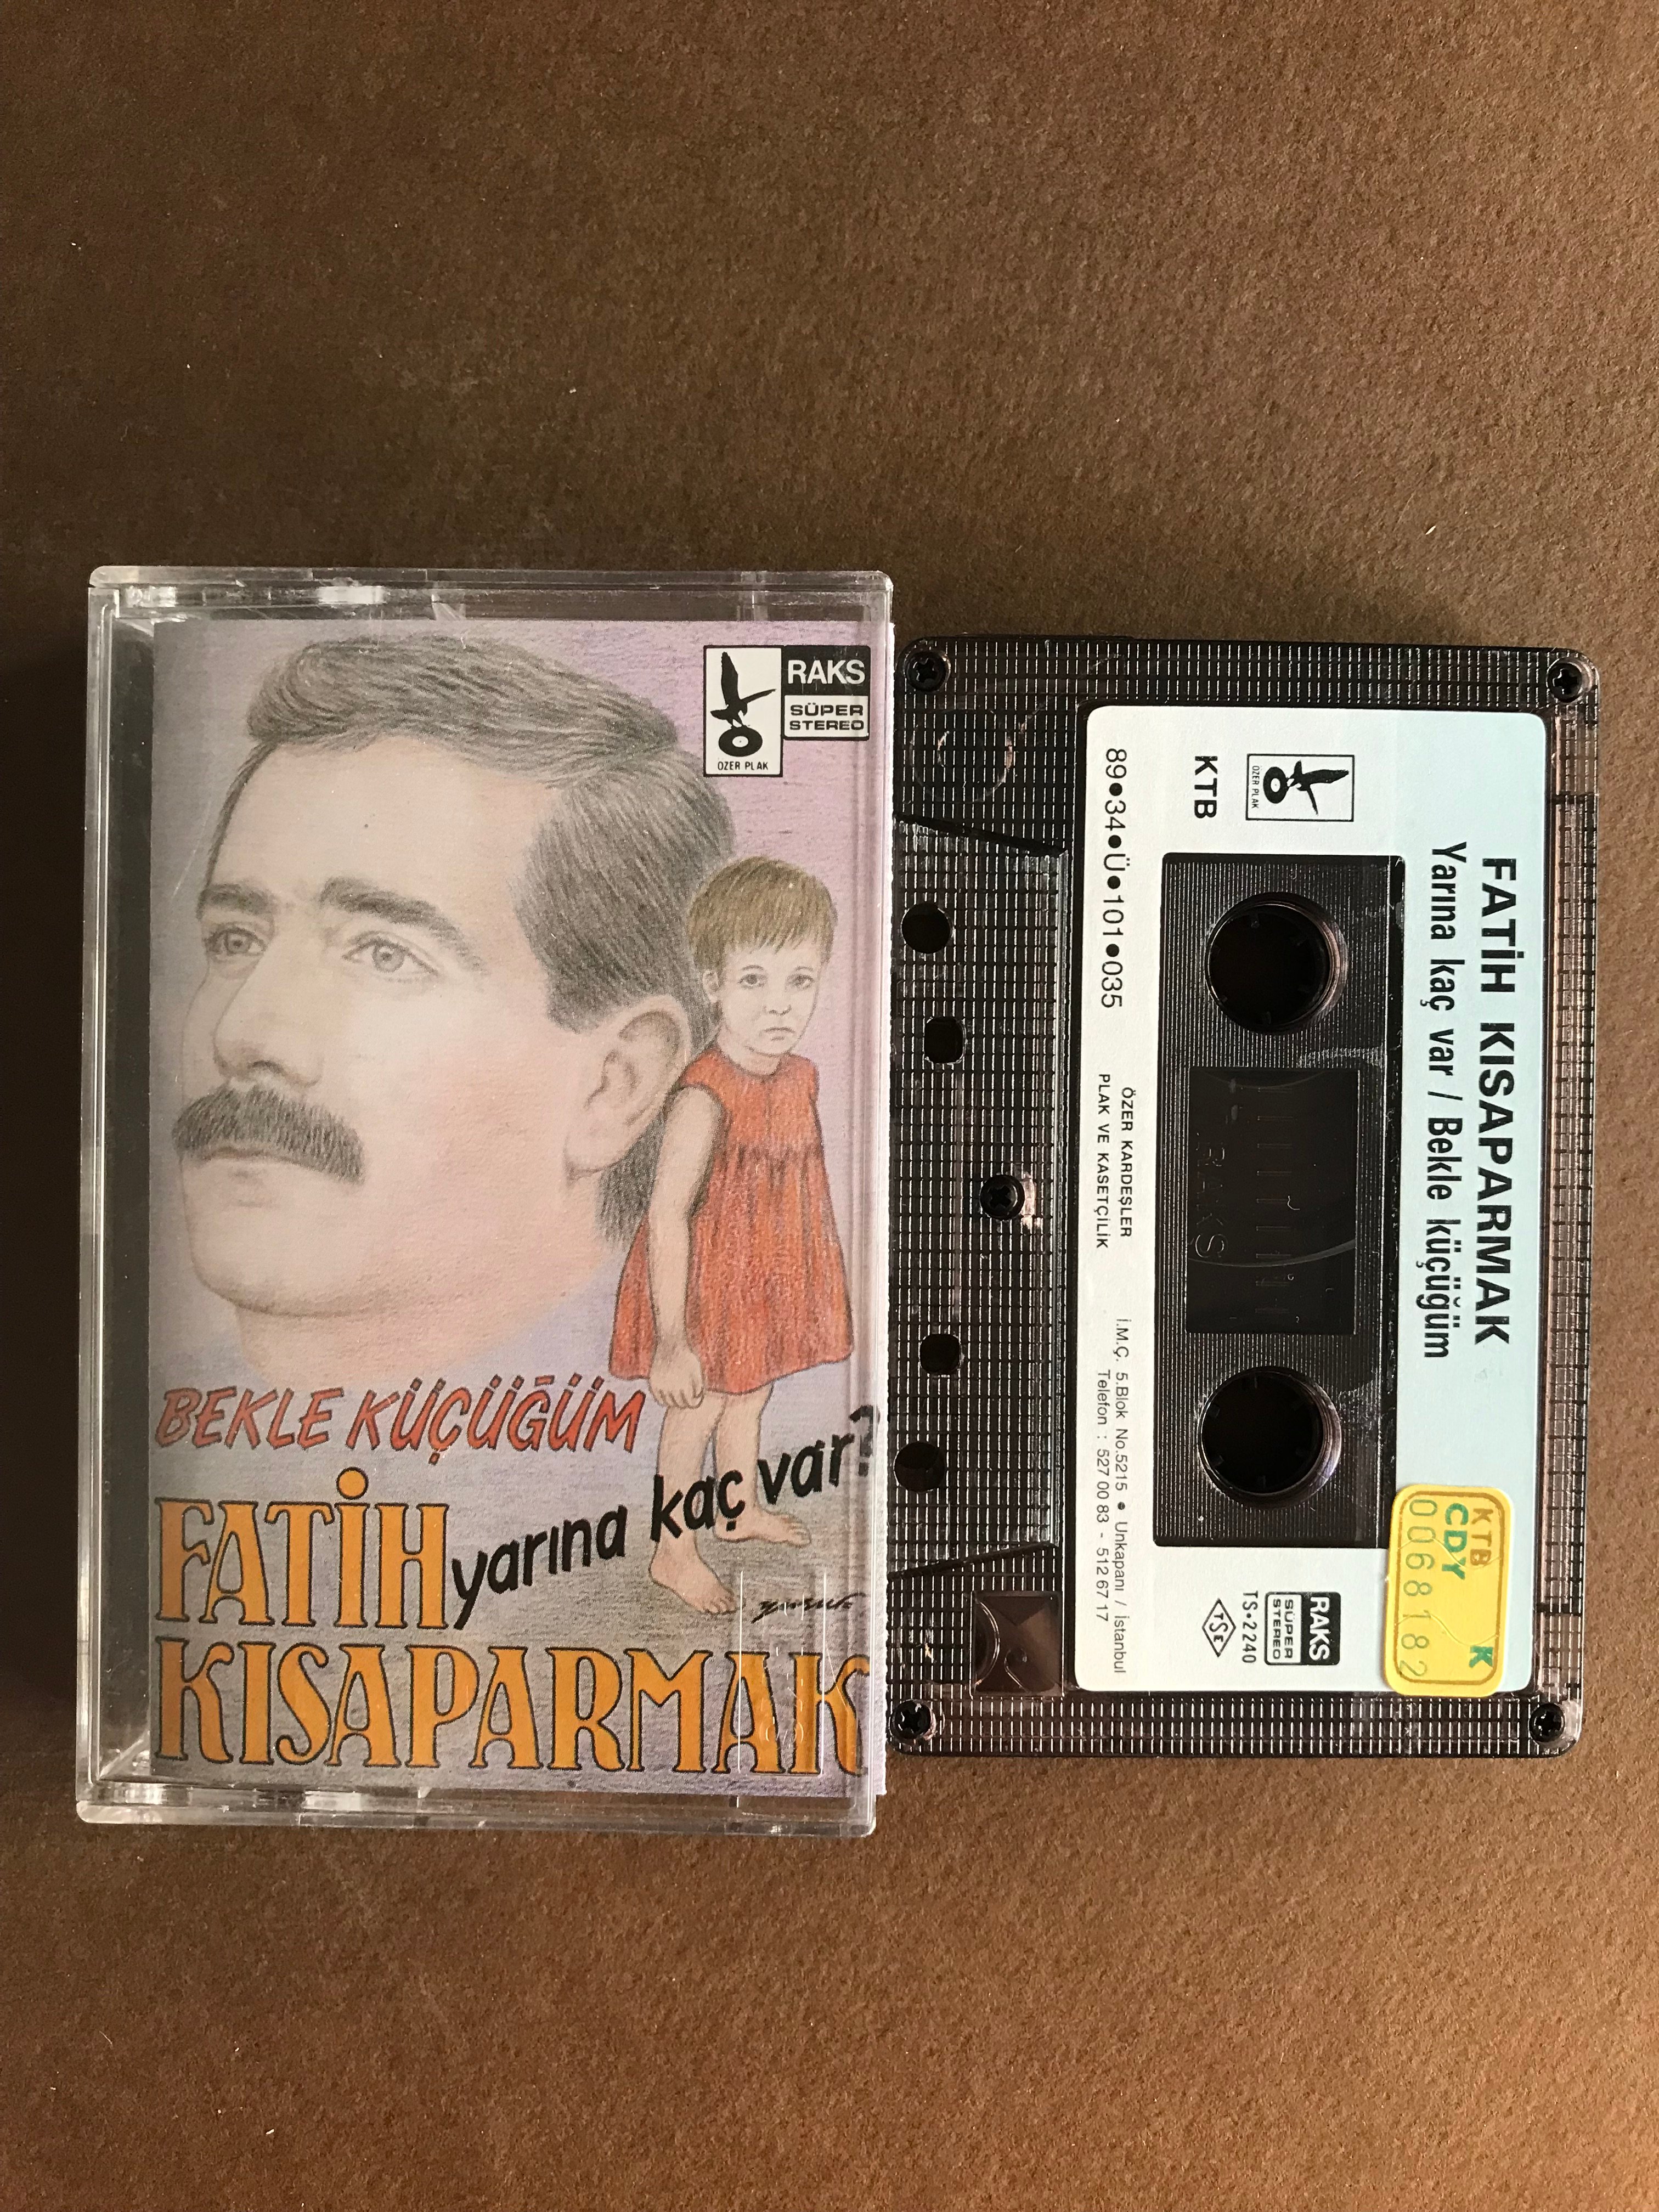 RAKS
SÜPER
STEREO
ÖZER PLAK
BEKLE KÜÇÜĞÜM
yarına kaç var?
FATİH
KISAPARMAK
FATİH KISAPARMAK
Yarına kaç var / Bekle küçüğüm
ÖZER PLAK
KTB
RAKS
SÜPER
STEREO
TS•2240
TSE
KTB
CDY K
0068182
RAKS
89•34•Ü•101•035
ÖZER KARDEŞLER
PLAK VE KASETÇİLİK
İ.M.Ç. 5.Blok No.5215 • Unkapanı / İstanbul
Telefon : 527 00 83 - 512 67 17